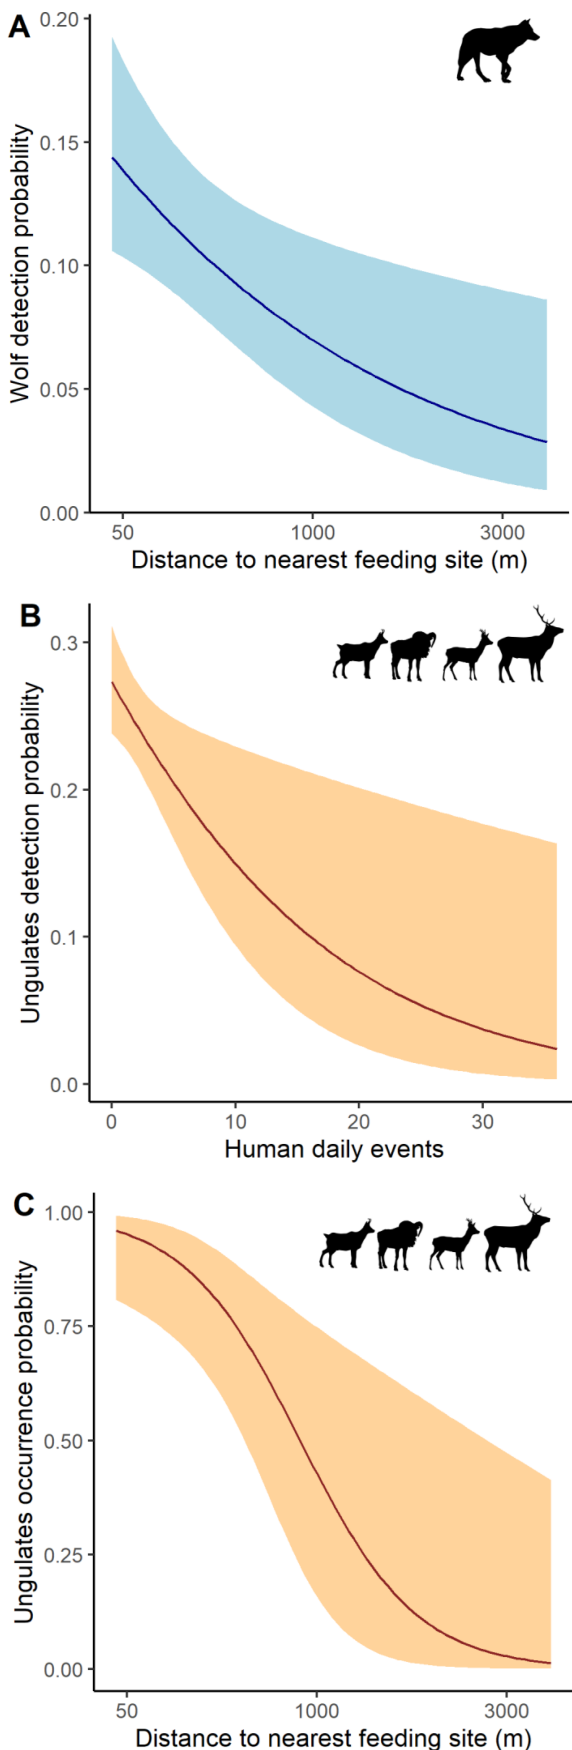 A
Wolf detection probability
0.20
0.15
0.10
0.05
0.00
50 1000 3000
Distance to nearest feeding site (m)
B
Ungulates detection probability
0.3
0.2
0.1
0.0
0 10 20 30
Human daily events
C
Ungulates occurrence probability
1.00
0.75
0.50
0.25
0.00
50 1000 3000
Distance to nearest feeding site (m)